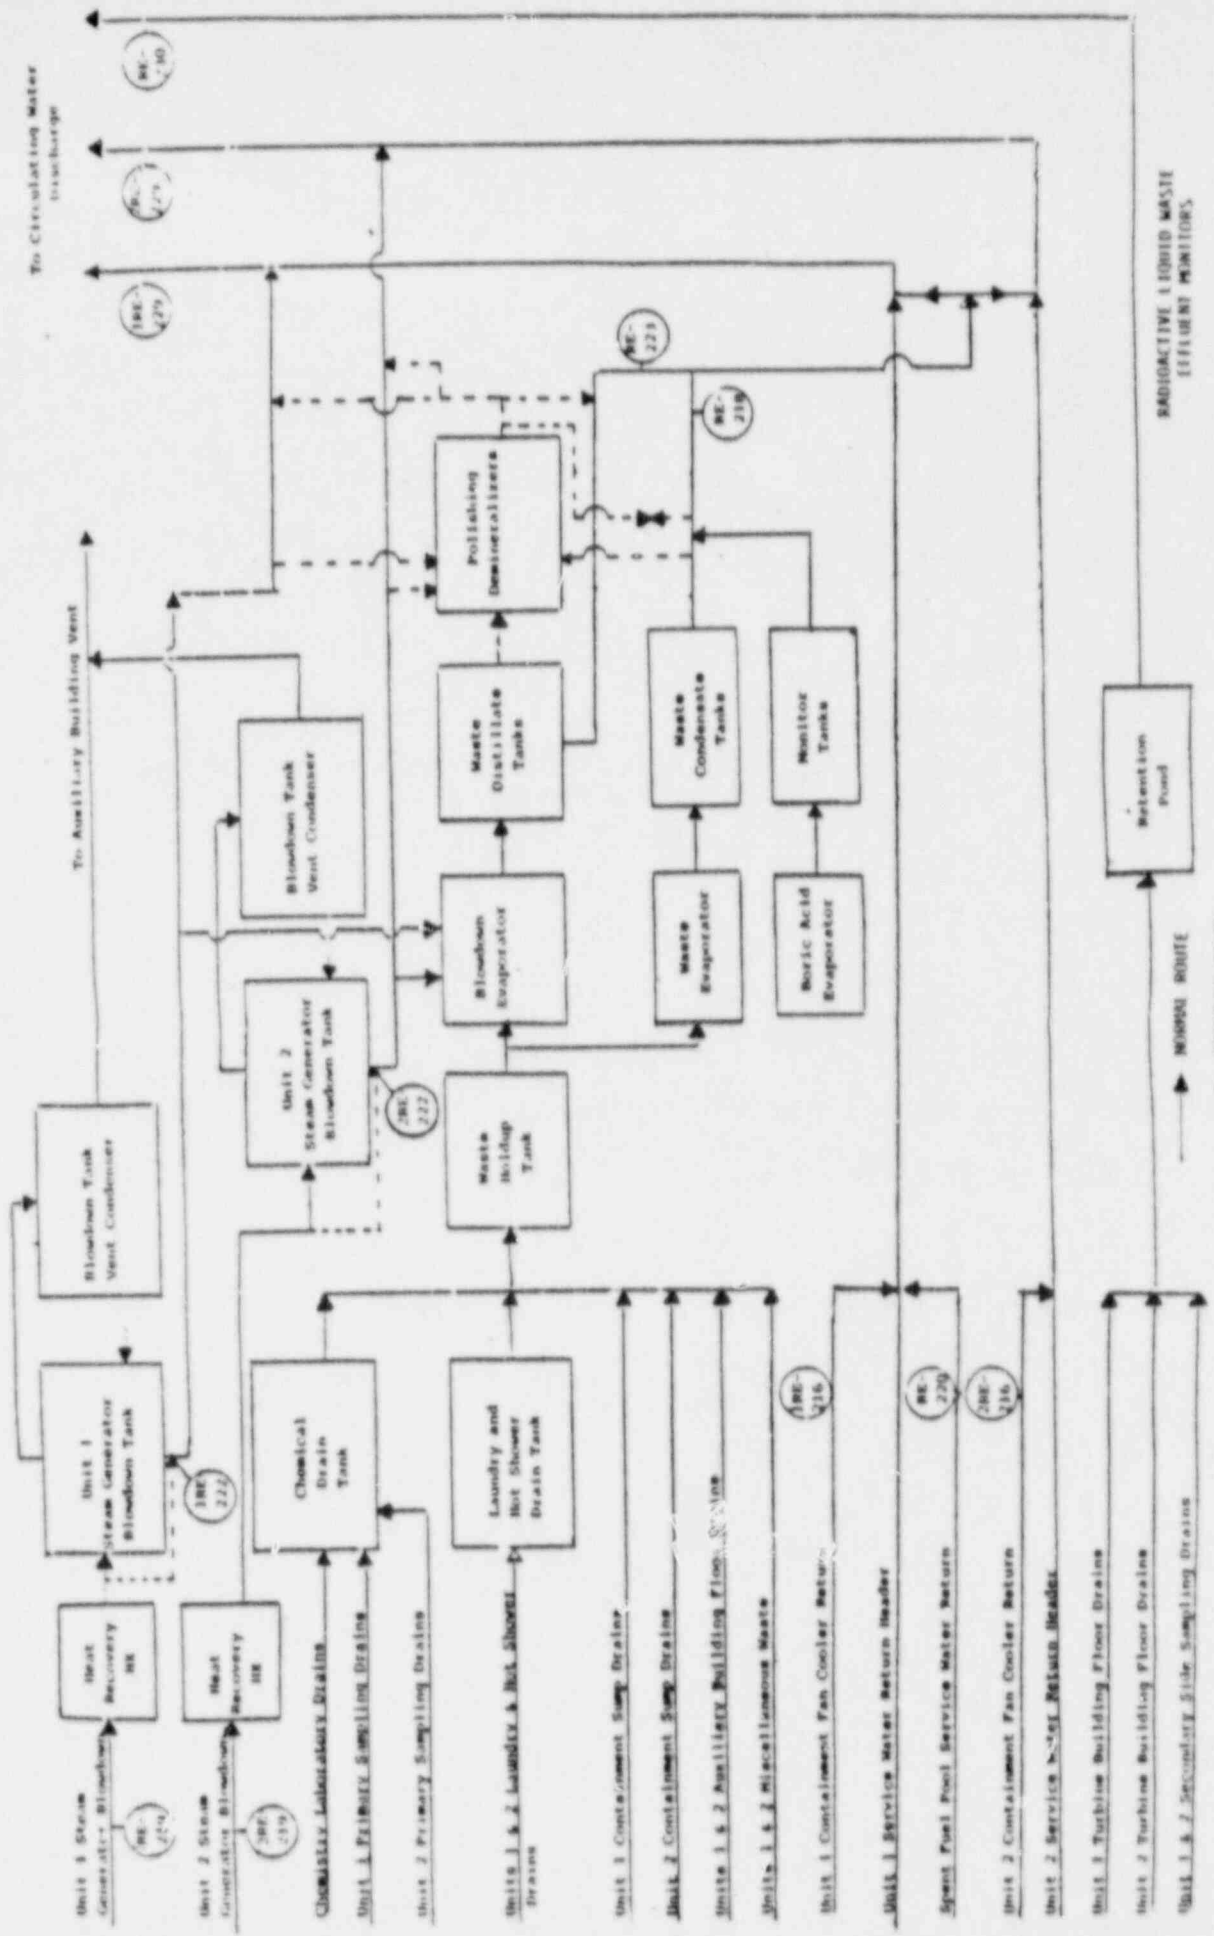 To Circulating Water
Discharge
RE-
230
229
1RE-
229
To Auxiliary Building Vent
Blowdown Tank
Vent Condenser
Blowdown Tank
Vent Condenser
Unit 1
Steam Generator
Blowdown Tank
1RE
222
Unit 2
Steam Generator
Blowdown Tank
2RE
222
Heat
Recovery
HX
Heat
Recovery
HX
Unit 1 Steam
Generator Blowdown
RE-
Unit 2 Steam
Generator Blowdown
219
Polishing
Demineralizers
Waste
Distillate
Tanks
Blowdown
Evaporator
Waste
Holdup
Tank
RE-
223
RE-
218
Waste
Condensate
Tanks
Monitor
Tanks
Waste
Evaporator
Boric Acid
Evaporator
Chemical
Drain
Tank
Laundry and
Hot Shower
Drain Tank
Chemistry Laboratory Drains
Unit 1 Primary Sampling Drains
Unit 2 Primary Sampling Drains
Units 1 & 2 Laundry & Hot Shower
Drains
Unit 1 Containment Sump Drains
Unit 2 Containment Sump Drains
Units 1 & 2 Auxiliary Building Floor Drains
Units 1 & 2 Miscellaneous Waste
Unit 1 Containment Fan Cooler Return
1RE-
216
Unit 1 Service Water Return Header
Spent Fuel Pool Service Water Return
RE-
220
Unit 2 Containment Fan Cooler Return
2RE-
216
Unit 2 Service Water Return Header
Unit 1 Turbine Building Floor Drains
Unit 2 Turbine Building Floor Drains
Unit 1 & 2 Secondary Side Sampling Drains
Retention
Pond
NORMAL ROUTE
RADIOACTIVE LIQUID WASTE
EFFLUENT MONITORS